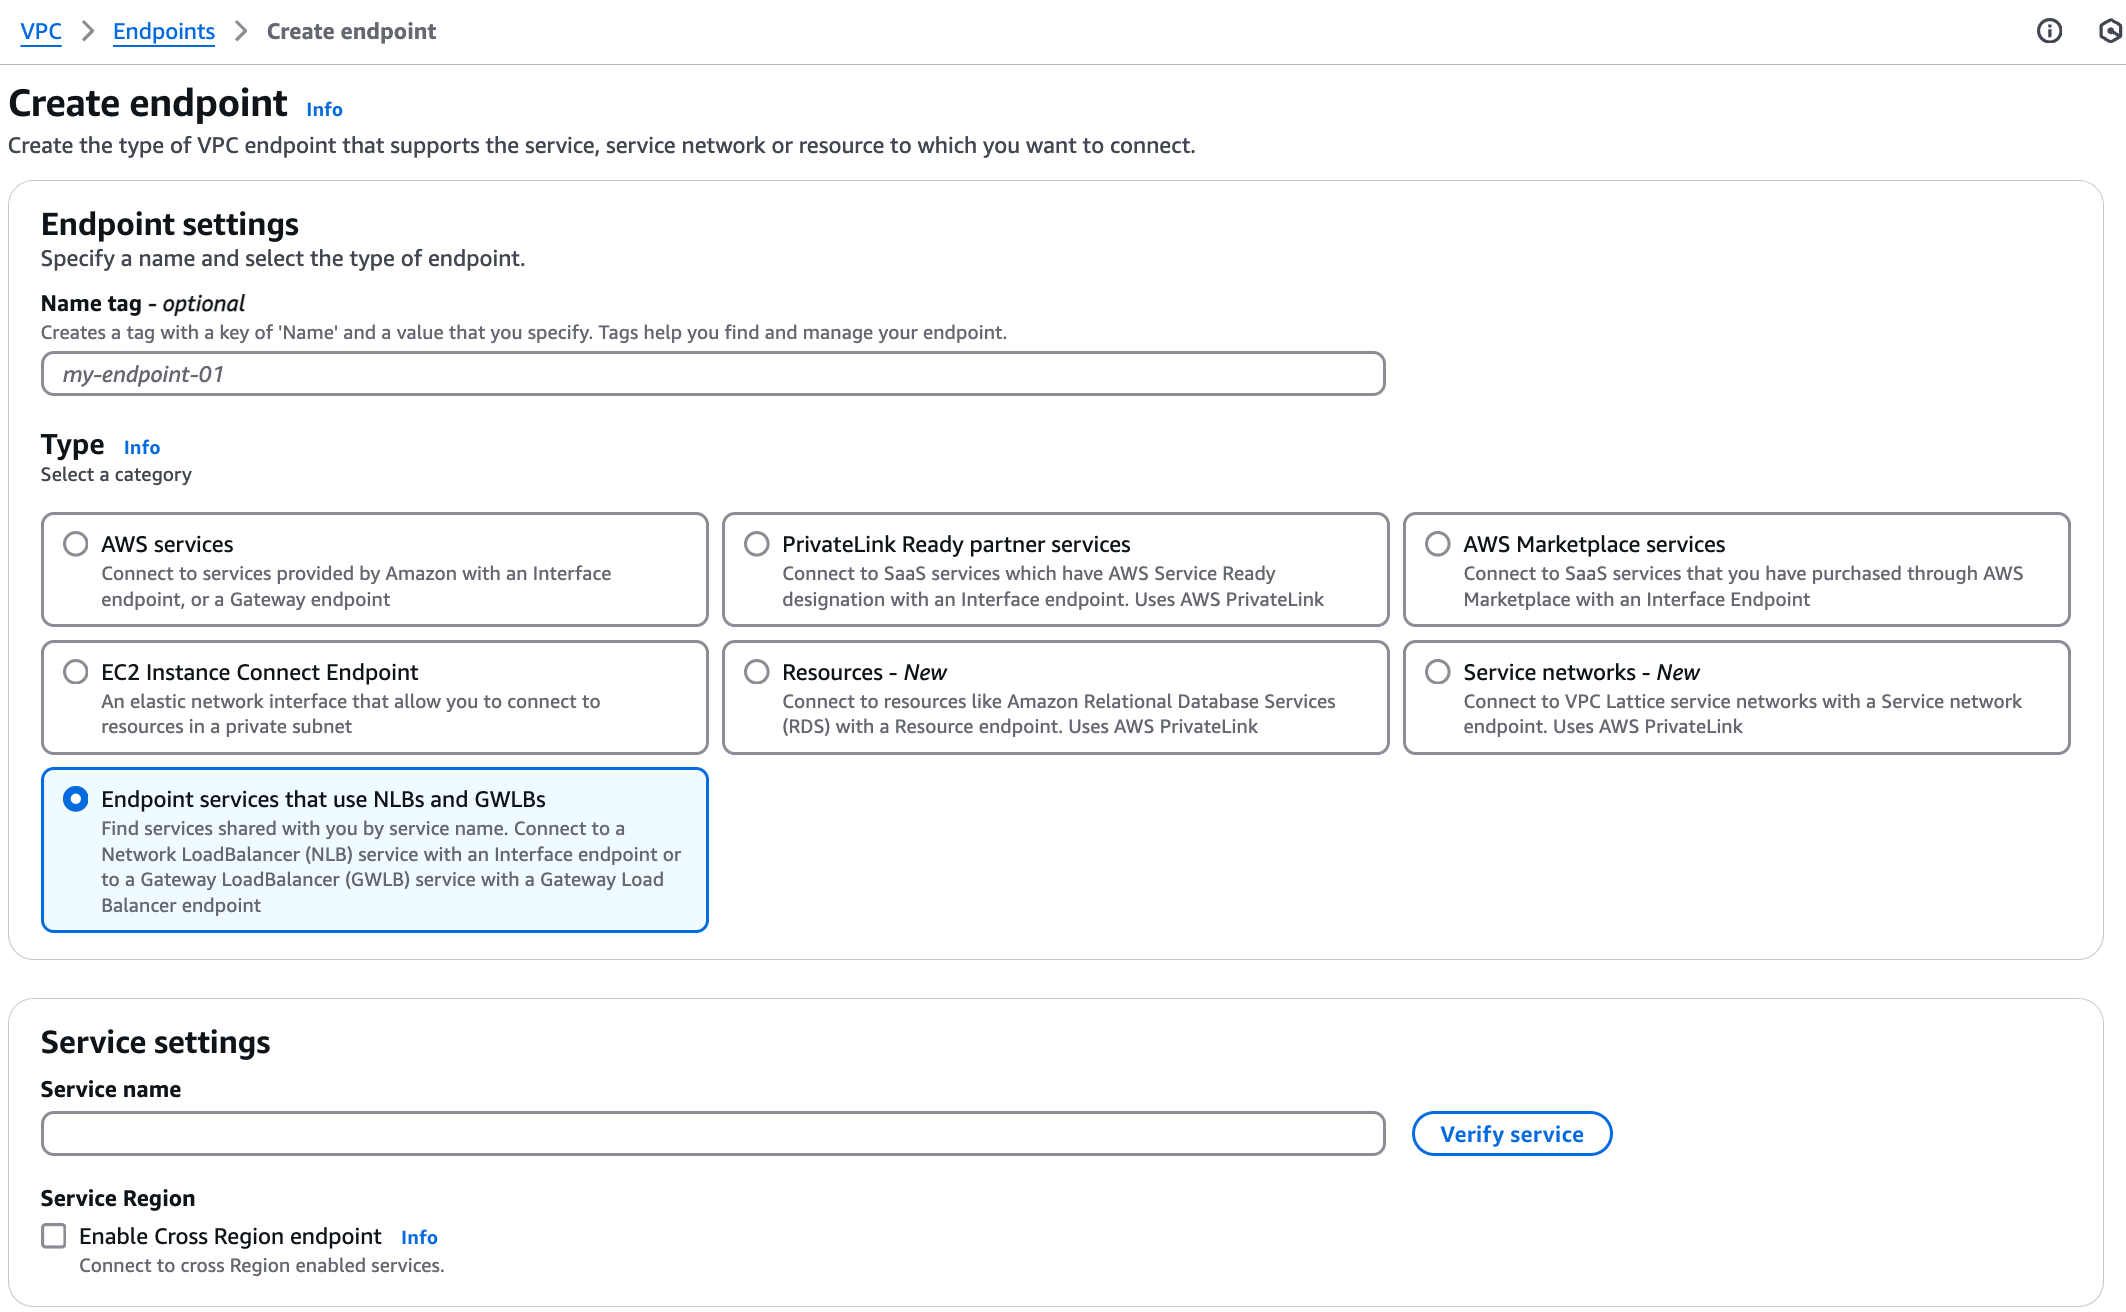 VPC > Endpoints > Create endpoint
Create endpoint Info
Create the type of VPC endpoint that supports the service, service network or resource to which you want to connect.
Endpoint settings
Specify a name and select the type of endpoint.
Name tag - optional
Creates a tag with a key of 'Name' and a value that you specify. Tags help you find and manage your endpoint.
my-endpoint-01
Type Info
Select a category
AWS services
Connect to services provided by Amazon with an Interface
endpoint, or a Gateway endpoint
PrivateLink Ready partner services
Connect to SaaS services which have AWS Service Ready
designation with an Interface endpoint. Uses AWS PrivateLink
AWS Marketplace services
Connect to SaaS services that you have purchased through AWS
Marketplace with an Interface Endpoint
EC2 Instance Connect Endpoint
An elastic network interface that allow you to connect to
resources in a private subnet
Resources - New
Connect to resources like Amazon Relational Database Services
(RDS) with a Resource endpoint. Uses AWS PrivateLink
Service networks - New
Connect to VPC Lattice service networks with a Service network
endpoint. Uses AWS PrivateLink
Endpoint services that use NLBs and GWLBs
Find services shared with you by service name. Connect to a
Network LoadBalancer (NLB) service with an Interface endpoint or
to a Gateway LoadBalancer (GWLB) service with a Gateway Load
Balancer endpoint
Service settings
Service name
Verify service
Service Region
Enable Cross Region endpoint Info
Connect to cross Region enabled services.